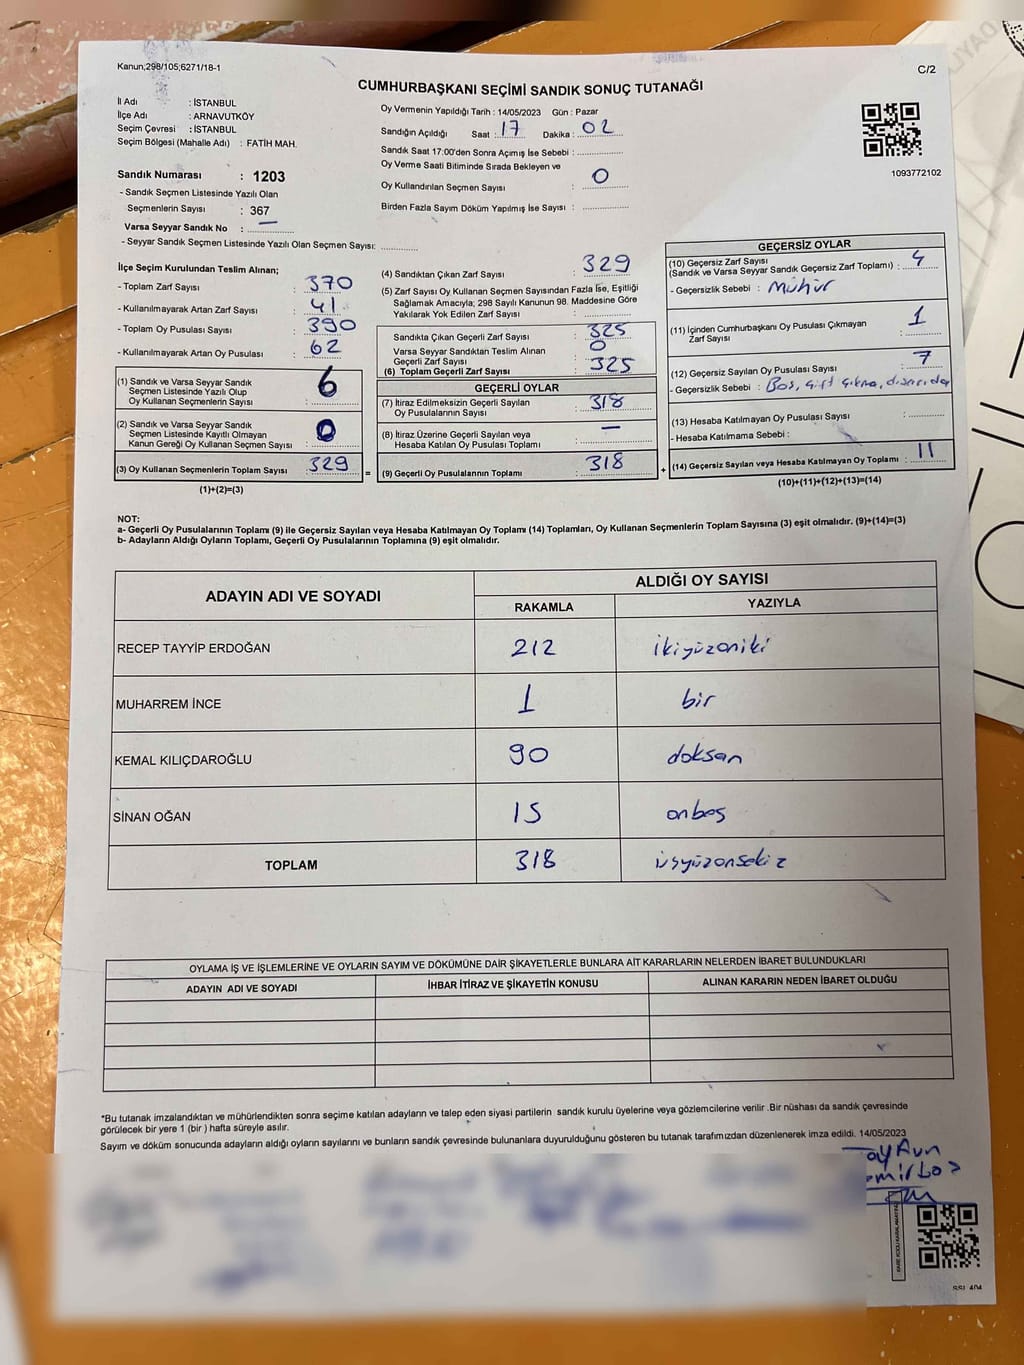 Kanun;298/105;6271/18-1
C/2
CUMHURBAŞKANI SEÇİMİ SANDIK SONUÇ TUTANAĞI
İl Adı : İSTANBUL
İlçe Adı : ARNAVUTKÖY
Seçim Çevresi : İSTANBUL
Seçim Bölgesi (Mahalle Adı) : FATİH MAH.
Sandık Numarası : 1203
- Sandık Seçmen Listesinde Yazılı Olan
Seçmenlerin Sayısı : 367
Varsa Seyyar Sandık No : —
- Seyyar Sandık Seçmen Listesinde Yazılı Olan Seçmen Sayısı:
Oy Vermenin Yapıldığı Tarih : 14/05/2023 Gün : Pazar
Sandığın Açıldığı Saat : 17 Dakika : 02
Sandık Saat 17:00'den Sonra Açımış İse Sebebi :
Oy Verme Saati Bitiminde Sırada Bekleyen ve
Oy Kullandırılan Seçmen Sayısı : 0
Birden Fazla Sayım Döküm Yapılmış İse Sayısı :
1093772102
İlçe Seçim Kurulundan Teslim Alınan;
- Toplam Zarf Sayısı : 370
- Kullanılmayarak Artan Zarf Sayısı : 41
- Toplam Oy Pusulası Sayısı : 390
- Kullanılmayarak Artan Oy Pusulası : 62
(1) Sandık ve Varsa Seyyar Sandık
Seçmen Listesinde Yazılı Olup
Oy Kullanan Seçmenlerin Sayısı : 6
(2) Sandık ve Varsa Seyyar Sandık
Seçmen Listesinde Kayıtlı Olmayan
Kanun Gereği Oy Kullanan Seçmen Sayısı : 0
(3) Oy Kullanan Seçmenlerin Toplam Sayısı : 329
(1)+(2)=(3)
(4) Sandıktan Çıkan Zarf Sayısı : 329
(5) Zarf Sayısı Oy Kullanan Seçmen Sayısından Fazla İse, Eşitliği
Sağlamak Amacıyla; 298 Sayılı Kanunun 98. Maddesine Göre
Yakılarak Yok Edilen Zarf Sayısı :
Sandıkta Çıkan Geçerli Zarf Sayısı : 325
Varsa Seyyar Sandıktan Teslim Alınan
Geçerli Zarf Sayısı : 0
(6) Toplam Geçerli Zarf Sayısı : 325
GEÇERLİ OYLAR
(7) İtiraz Edilmeksizin Geçerli Sayılan
Oy Pusulalarının Sayısı : 318
(8) İtiraz Üzerine Geçerli Sayılan veya
Hesaba Katılan Oy Pusulası Toplamı : —
= (9) Geçerli Oy Pusulalarının Toplamı : 318
GEÇERSİZ OYLAR
(10) Geçersiz Zarf Sayısı
(Sandık ve Varsa Seyyar Sandık Geçersiz Zarf Toplamı) : 4
- Geçersizlik Sebebi : Mühür
(11) İçinden Cumhurbaşkanı Oy Pusulası Çıkmayan
Zarf Sayısı : 1
(12) Geçersiz Sayılan Oy Pusulası Sayısı : 7
- Geçersizlik Sebebi : Boş, çift çıkma, dışarıdan
(13) Hesaba Katılmayan Oy Pusulası Sayısı :
- Hesaba Katılmama Sebebi :
+ (14) Geçersiz Sayılan veya Hesaba Katılmayan Oy Toplamı : 11
(10)+(11)+(12)+(13)=(14)
NOT:
a- Geçerli Oy Pusulalarının Toplamı (9) ile Geçersiz Sayılan veya Hesaba Katılmayan Oy Toplamı (14) Toplamları, Oy Kullanan Seçmenlerin Toplam Sayısına (3) eşit olmalıdır. (9)+(14)=(3)
b- Adayların Aldığı Oyların Toplamı, Geçerli Oy Pusulalarının Toplamına (9) eşit olmalıdır.
ADAYIN ADI VE SOYADI ALDIĞI OY SAYISI
RAKAMLA YAZIYLA
RECEP TAYYİP ERDOĞAN 212 ikiyüzoniki
MUHARREM İNCE 1 bir
KEMAL KILIÇDAROĞLU 90 doksan
SİNAN OĞAN 15 onbeş
TOPLAM 318 üçyüzonsekiz
OYLAMA İŞ VE İŞLEMLERİNE VE OYLARIN SAYIM VE DÖKÜMÜNE DAİR ŞİKAYETLERLE BUNLARA AİT KARARLARIN NELERDEN İBARET BULUNDUKLARI
ADAYIN ADI VE SOYADI İHBAR İTİRAZ VE ŞİKAYETİN KONUSU ALINAN KARARIN NEDEN İBARET OLDUĞU
*Bu tutanak imzalandıktan ve mühürlendikten sonra seçime katılan adayların ve talep eden siyasi partilerin sandık kurulu üyelerine veya gözlemcilerine verilir .Bir nüshası da sandık çevresinde
görülecek bir yere 1 (bir ) hafta süreyle asılır.
Sayım ve döküm sonucunda adayların aldığı oyların sayılarını ve bunların sandık çevresinde bulunanlara duyurulduğunu gösteren bu tutanak tarafımızdan düzenlenerek imza edildi. 14/05/2023